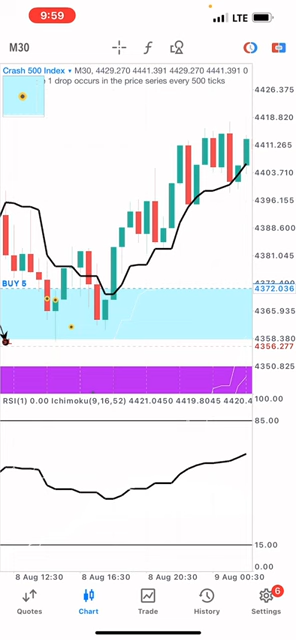 9:59
LTE
M30
f
Crash 500 Index M30, 4429.270 4441.391 4429.270 4441.391 0
1 drop occurs in the price series every 500 ticks
4426.375
4418.820
4411.265
4403.710
4396.155
4388.600
4381.045
BUY 5
4372.036
4365.935
4358.380
4356.277
4350.825
RSI(1) 0.00 Ichimoku(9,16,52) 4421.0450 4419.8045 4420.4
100.00
85.00
15.00
0.00
8 Aug 12:30 8 Aug 16:30 8 Aug 20:30 9 Aug 00:30
6
Quotes Chart Trade History Settings